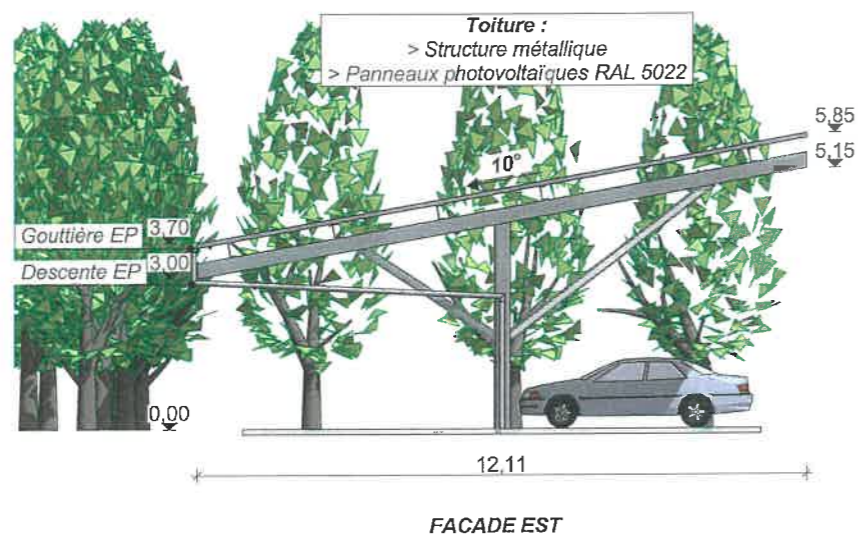 Toiture :
> Structure métallique
> Panneaux photovoltaïques RAL 5022
5,85
5,15
10°
Gouttière EP 3,70
Descente EP 3,00
0,00
12,11
FACADE EST